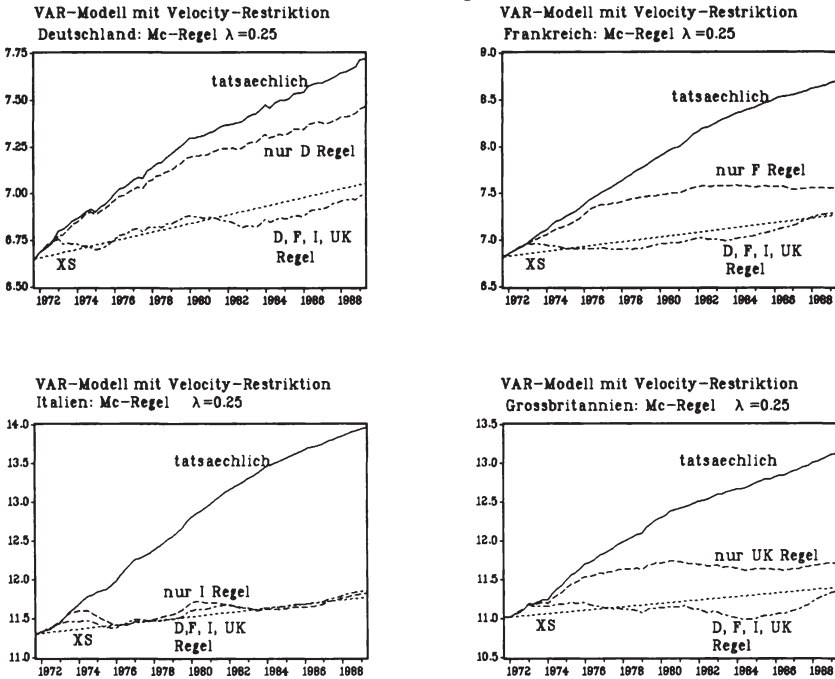 VAR-Modell mit Velocity-Restriktion
Deutschland: Mc-Regel λ=0.25
7.75
7.50
7.25
7.00
6.75
6.50
tatsaechlich
nur D Regel
D, F, I, UK
Regel
XS
1972 1974 1976 1978 1980 1982 1984 1986 1988
VAR-Modell mit Velocity-Restriktion
Frankreich: Mc-Regel λ=0.25
9.0
8.5
8.0
7.5
7.0
6.5
tatsaechlich
nur F Regel
D, F, I, UK
Regel
XS
1972 1974 1976 1978 1980 1982 1984 1986 1988
VAR-Modell mit Velocity-Restriktion
Italien: Mc-Regel λ=0.25
14.0
13.5
13.0
12.5
12.0
11.5
11.0
tatsaechlich
nur I Regel
D,F, I, UK
Regel
XS
1972 1974 1976 1978 1980 1982 1984 1986 1988
VAR-Modell mit Velocity-Restriktion
Grossbritannien: Mc-Regel λ=0.25
13.5
13.0
12.5
12.0
11.5
11.0
10.5
tatsaechlich
nur UK Regel
D, F, I, UK
Regel
XS
1972 1974 1976 1978 1980 1982 1984 1986 1988